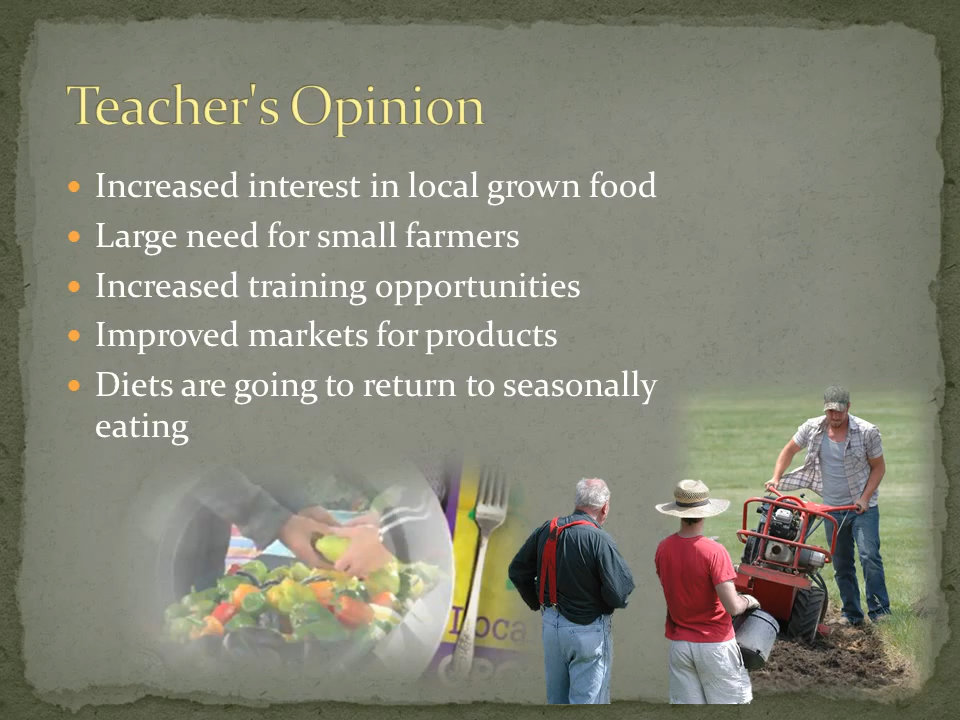 Teacher's Opinion
• Increased interest in local grown food
• Large need for small farmers
• Increased training opportunities
• Improved markets for products
• Diets are going to return to seasonally
eating
Loca